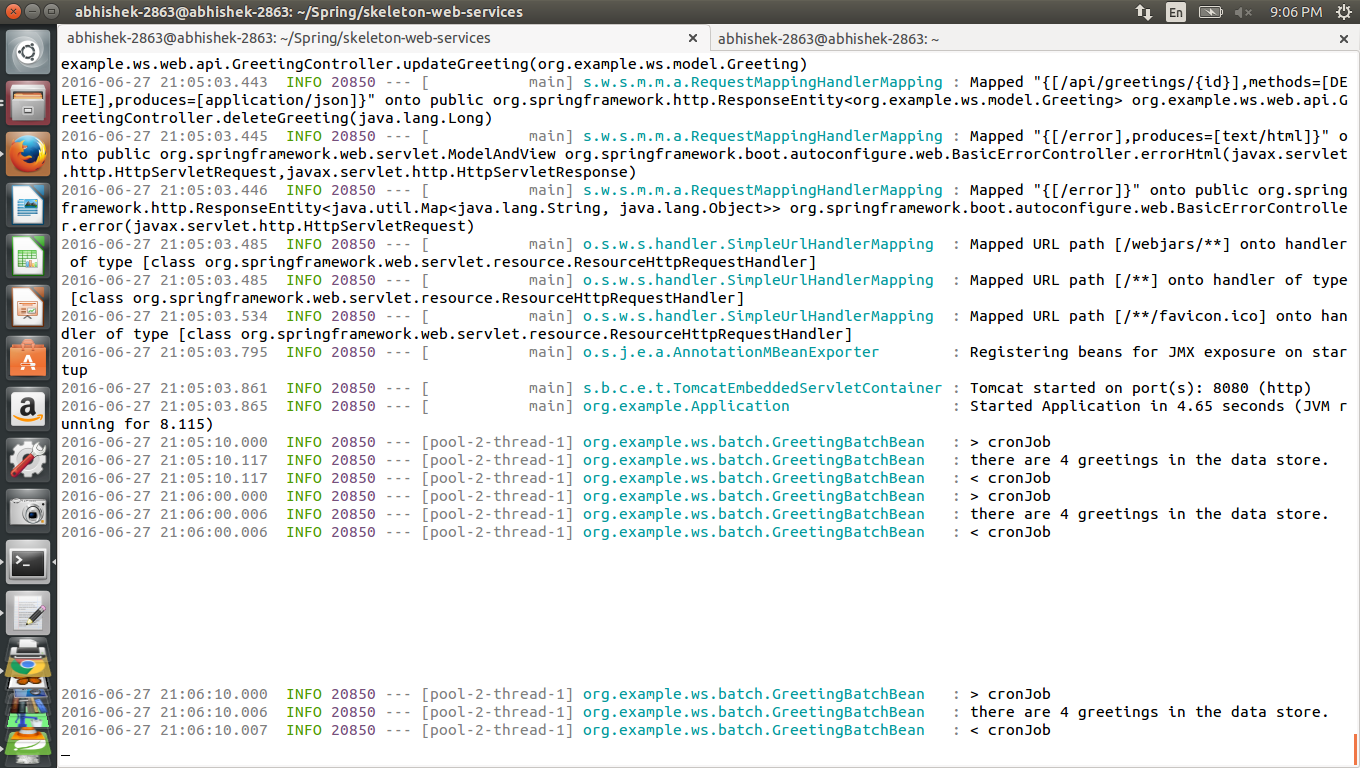 abhishek-2863@abhishek-2863: ~/Spring/skeleton-web-services
En
9:06 PM
abhishek-2863@abhishek-2863: ~/Spring/skeleton-web-services ×
abhishek-2863@abhishek-2863: ~ ×
example.ws.web.api.GreetingController.updateGreeting(org.example.ws.model.Greeting)
2016-06-27 21:05:03.443  INFO 20850 --- [           main] s.w.s.m.m.a.RequestMappingHandlerMapping : Mapped "{[/api/greetings/{id}],methods=[DE
LETE],produces=[application/json]}" onto public org.springframework.http.ResponseEntity<org.example.ws.model.Greeting> org.example.ws.web.api.G
reetingController.deleteGreeting(java.lang.Long)
2016-06-27 21:05:03.445  INFO 20850 --- [           main] s.w.s.m.m.a.RequestMappingHandlerMapping : Mapped "{[/error],produces=[text/html]}" o
nto public org.springframework.web.servlet.ModelAndView org.springframework.boot.autoconfigure.web.BasicErrorController.errorHtml(javax.servlet
.http.HttpServletRequest,javax.servlet.http.HttpServletResponse)
2016-06-27 21:05:03.446  INFO 20850 --- [           main] s.w.s.m.m.a.RequestMappingHandlerMapping : Mapped "{[/error]}" onto public org.spring
framework.http.ResponseEntity<java.util.Map<java.lang.String, java.lang.Object>> org.springframework.boot.autoconfigure.web.BasicErrorControlle
r.error(javax.servlet.http.HttpServletRequest)
2016-06-27 21:05:03.485  INFO 20850 --- [           main] o.s.w.s.handler.SimpleUrlHandlerMapping  : Mapped URL path [/webjars/**] onto handler
 of type [class org.springframework.web.servlet.resource.ResourceHttpRequestHandler]
2016-06-27 21:05:03.485  INFO 20850 --- [           main] o.s.w.s.handler.SimpleUrlHandlerMapping  : Mapped URL path [/**] onto handler of type
 [class org.springframework.web.servlet.resource.ResourceHttpRequestHandler]
2016-06-27 21:05:03.534  INFO 20850 --- [           main] o.s.w.s.handler.SimpleUrlHandlerMapping  : Mapped URL path [/**/favicon.ico] onto han
dler of type [class org.springframework.web.servlet.resource.ResourceHttpRequestHandler]
2016-06-27 21:05:03.795  INFO 20850 --- [           main] o.s.j.e.a.AnnotationMBeanExporter        : Registering beans for JMX exposure on star
tup
2016-06-27 21:05:03.861  INFO 20850 --- [           main] s.b.c.e.t.TomcatEmbeddedServletContainer : Tomcat started on port(s): 8080 (http)
2016-06-27 21:05:03.865  INFO 20850 --- [           main] org.example.Application                  : Started Application in 4.65 seconds (JVM r
unning for 8.115)
2016-06-27 21:05:10.000  INFO 20850 --- [pool-2-thread-1] org.example.ws.batch.GreetingBatchBean   : > cronJob
2016-06-27 21:05:10.117  INFO 20850 --- [pool-2-thread-1] org.example.ws.batch.GreetingBatchBean   : there are 4 greetings in the data store.
2016-06-27 21:05:10.117  INFO 20850 --- [pool-2-thread-1] org.example.ws.batch.GreetingBatchBean   : < cronJob
2016-06-27 21:06:00.000  INFO 20850 --- [pool-2-thread-1] org.example.ws.batch.GreetingBatchBean   : > cronJob
2016-06-27 21:06:00.006  INFO 20850 --- [pool-2-thread-1] org.example.ws.batch.GreetingBatchBean   : there are 4 greetings in the data store.
2016-06-27 21:06:00.006  INFO 20850 --- [pool-2-thread-1] org.example.ws.batch.GreetingBatchBean   : < cronJob
2016-06-27 21:06:10.000  INFO 20850 --- [pool-2-thread-1] org.example.ws.batch.GreetingBatchBean   : > cronJob
2016-06-27 21:06:10.006  INFO 20850 --- [pool-2-thread-1] org.example.ws.batch.GreetingBatchBean   : there are 4 greetings in the data store.
2016-06-27 21:06:10.007  INFO 20850 --- [pool-2-thread-1] org.example.ws.batch.GreetingBatchBean   : < cronJob